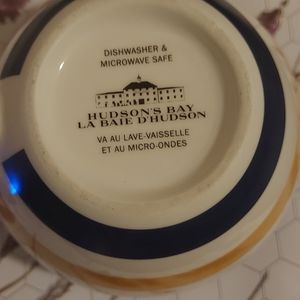 DISHWASHER &
MICROWAVE SAFE
HUDSON'S BAY
LA BAIE D'HUDSON
VA AU LAVE-VAISSELLE
ET AU MICRO-ONDES